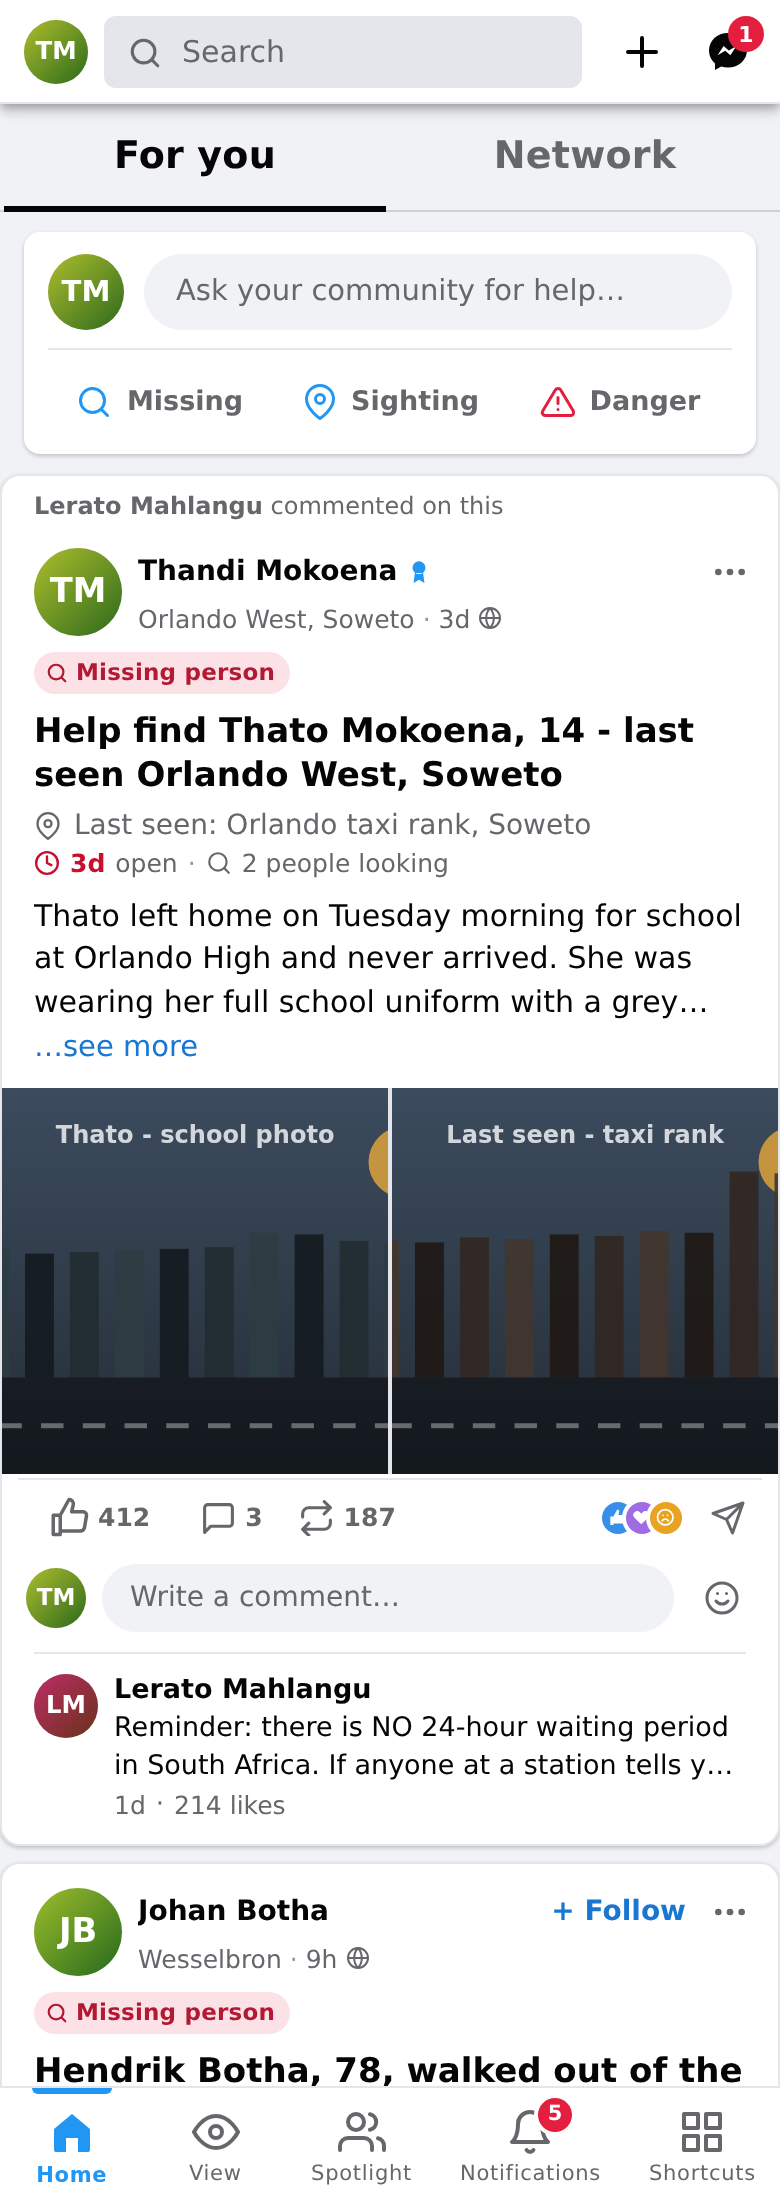 TM
Search
1
For you
Network
TM
Ask your community for help...
Missing
Sighting
Danger
Lerato Mahlangu commented on this
TM
Thandi Mokoena
Orlando West, Soweto · 3d
Missing person
Help find Thato Mokoena, 14 - last
seen Orlando West, Soweto
Last seen: Orlando taxi rank, Soweto
3d open · 2 people looking
Thato left home on Tuesday morning for school
at Orlando High and never arrived. She was
wearing her full school uniform with a grey...
...see more
Thato - school photo
Last seen - taxi rank
412
3
187
TM
Write a comment...
LM
Lerato Mahlangu
Reminder: there is NO 24-hour waiting period
in South Africa. If anyone at a station tells y...
1d · 214 likes
JB
Johan Botha
+ Follow
Wesselbron · 9h
Missing person
Hendrik Botha, 78, walked out of the
Home
View
Spotlight
5
Notifications
Shortcuts